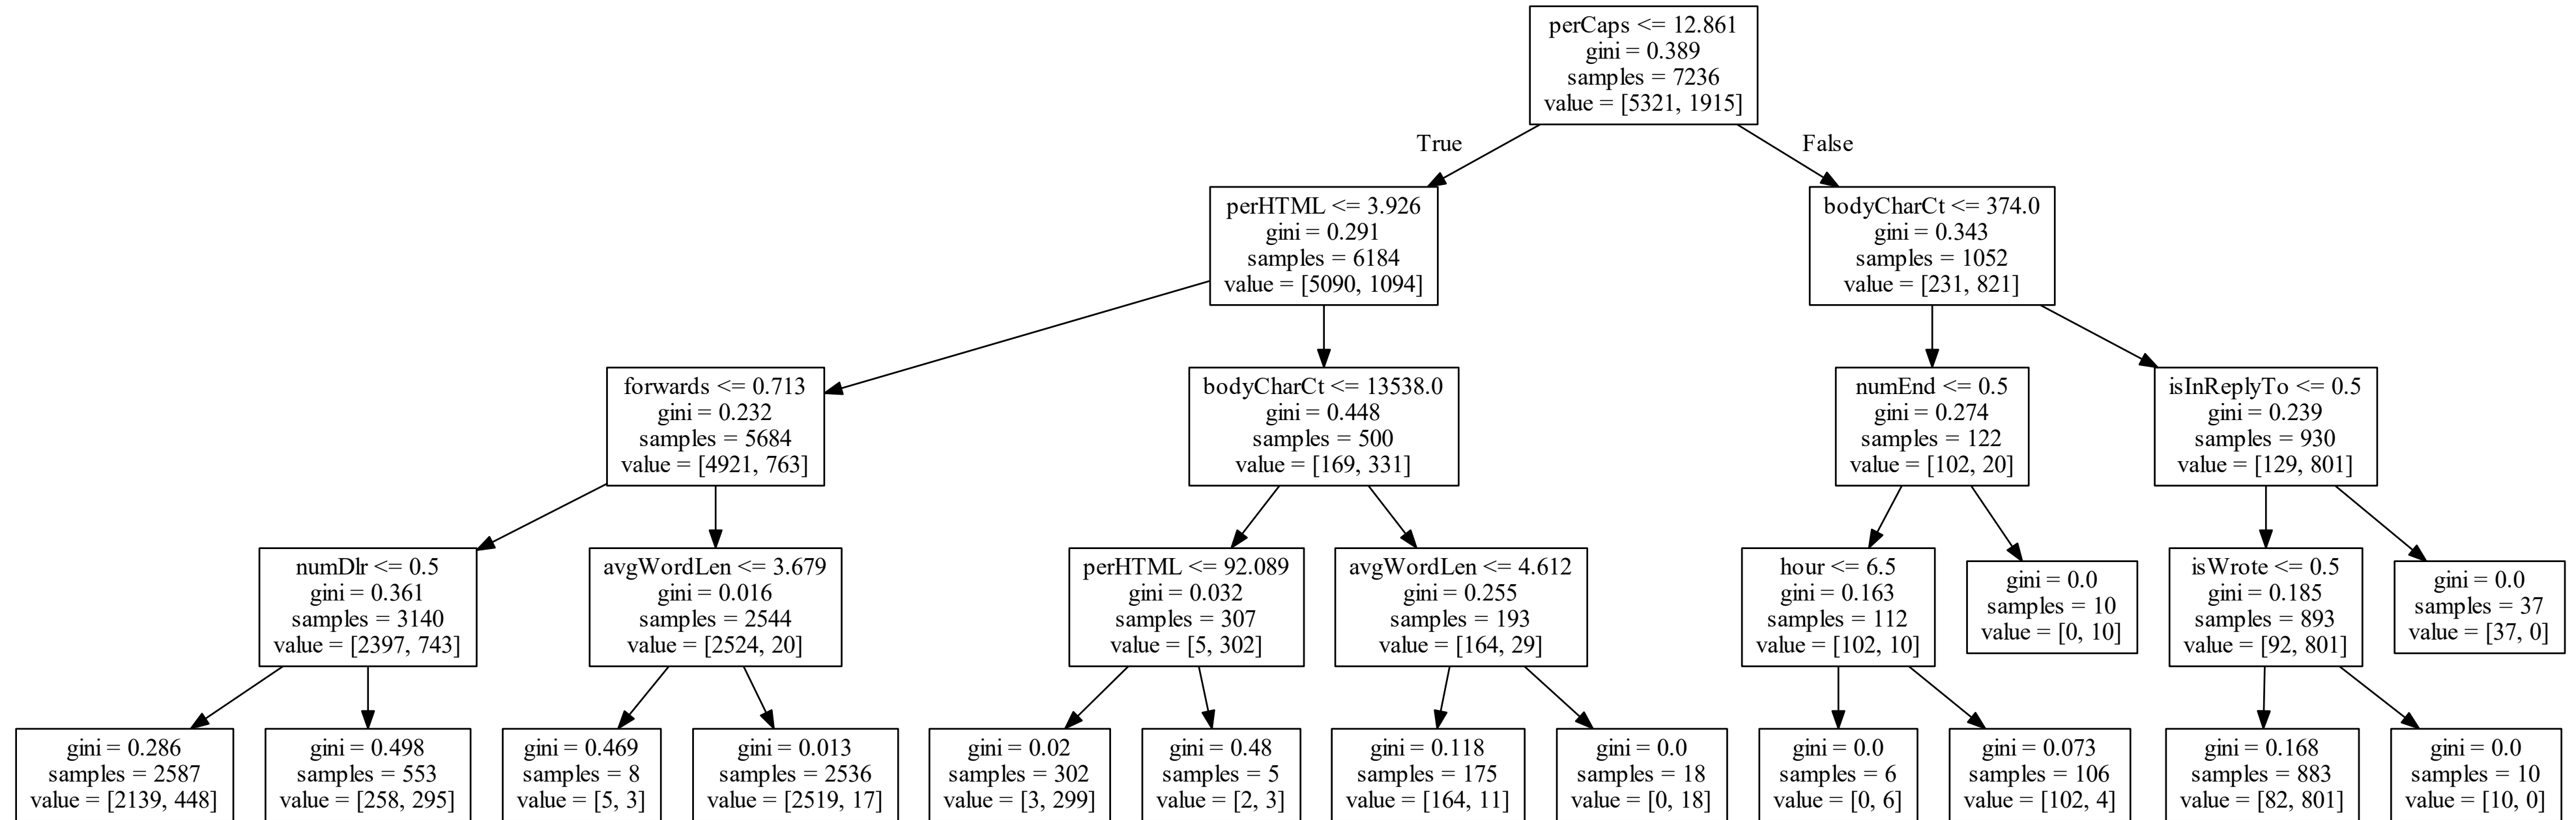 perCaps <= 12.861
gini = 0.389
samples = 7236
value = [5321, 1915]
True
False
perHTML <= 3.926
gini = 0.291
samples = 6184
value = [5090, 1094]
bodyCharCt <= 374.0
gini = 0.343
samples = 1052
value = [231, 821]
forwards <= 0.713
gini = 0.232
samples = 5684
value = [4921, 763]
bodyCharCt <= 13538.0
gini = 0.448
samples = 500
value = [169, 331]
numEnd <= 0.5
gini = 0.274
samples = 122
value = [102, 20]
isInReplyTo <= 0.5
gini = 0.239
samples = 930
value = [129, 801]
numDlr <= 0.5
gini = 0.361
samples = 3140
value = [2397, 743]
avgWordLen <= 3.679
gini = 0.016
samples = 2544
value = [2524, 20]
perHTML <= 92.089
gini = 0.032
samples = 307
value = [5, 302]
avgWordLen <= 4.612
gini = 0.255
samples = 193
value = [164, 29]
hour <= 6.5
gini = 0.163
samples = 112
value = [102, 10]
gini = 0.0
samples = 10
value = [0, 10]
isWrote <= 0.5
gini = 0.185
samples = 893
value = [92, 801]
gini = 0.0
samples = 37
value = [37, 0]
gini = 0.286
samples = 2587
value = [2139, 448]
gini = 0.498
samples = 553
value = [258, 295]
gini = 0.469
samples = 8
value = [5, 3]
gini = 0.013
samples = 2536
value = [2519, 17]
gini = 0.02
samples = 302
value = [3, 299]
gini = 0.48
samples = 5
value = [2, 3]
gini = 0.118
samples = 175
value = [164, 11]
gini = 0.0
samples = 18
value = [0, 18]
gini = 0.0
samples = 6
value = [0, 6]
gini = 0.073
samples = 106
value = [102, 4]
gini = 0.168
samples = 883
value = [82, 801]
gini = 0.0
samples = 10
value = [10, 0]